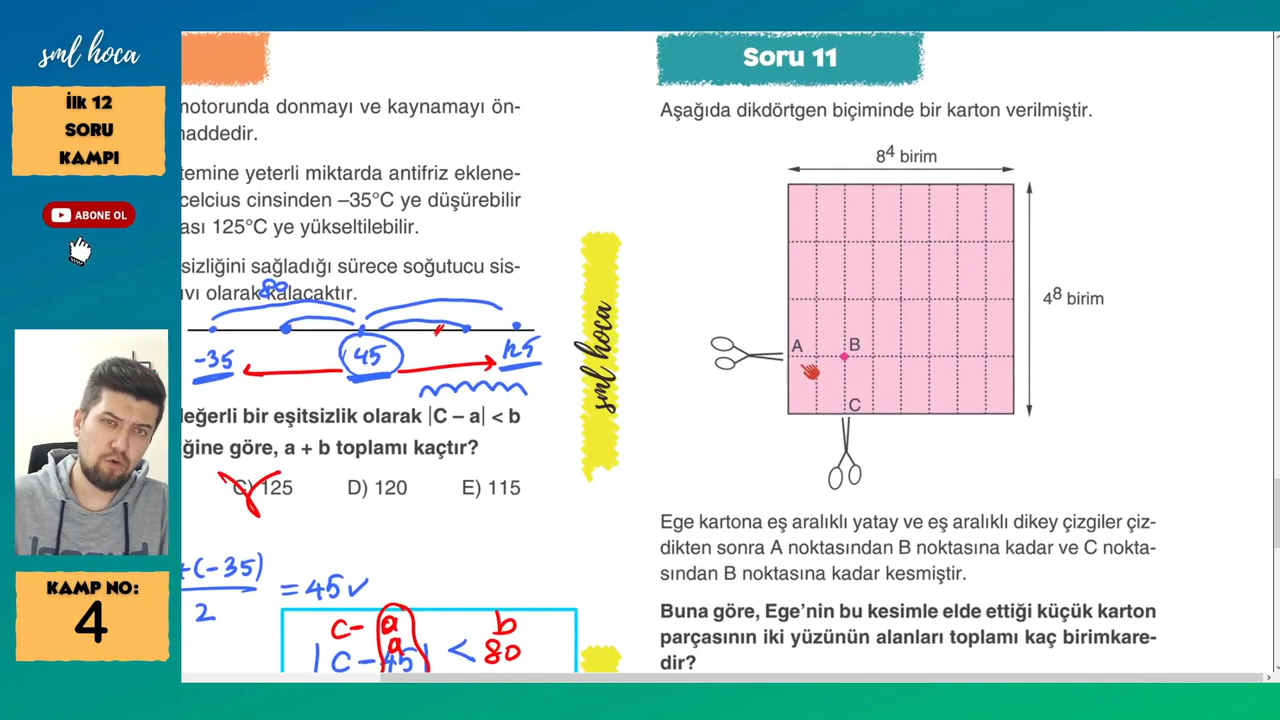 sml hoca
İlk 12
SORU
KAMPI
ABONE OL
KAMP NO:
4
motorunda donmayı ve kaynamayı ön-
naddedir.
temine yeterli miktarda antifriz eklene-
celcius cinsinden –35°C ye düşürebilir
ası 125°C ye yükseltilebilir.
sizliğini sağladığı sürece soğutucu sis-
ıvı olarak kalacaktır.
80
-35
45
125
değerli bir eşitsizlik olarak |C – a| < b
ğine göre, a + b toplamı kaçtır?
C) 125 D) 120 E) 115
+(-35)
2
= 45 ✓
c - a < b
a
|C - 45| < 80
sml hoca
Soru 11
Aşağıda dikdörtgen biçiminde bir karton verilmiştir.
8⁴ birim
4⁸ birim
A
B
C
Ege kartona eş aralıklı yatay ve eş aralıklı dikey çizgiler çiz-
dikten sonra A noktasından B noktasına kadar ve C nokta-
sından B noktasına kadar kesmiştir.
Buna göre, Ege'nin bu kesimle elde ettiği küçük karton
parçasının iki yüzünün alanları toplamı kaç birimkare-
dir?